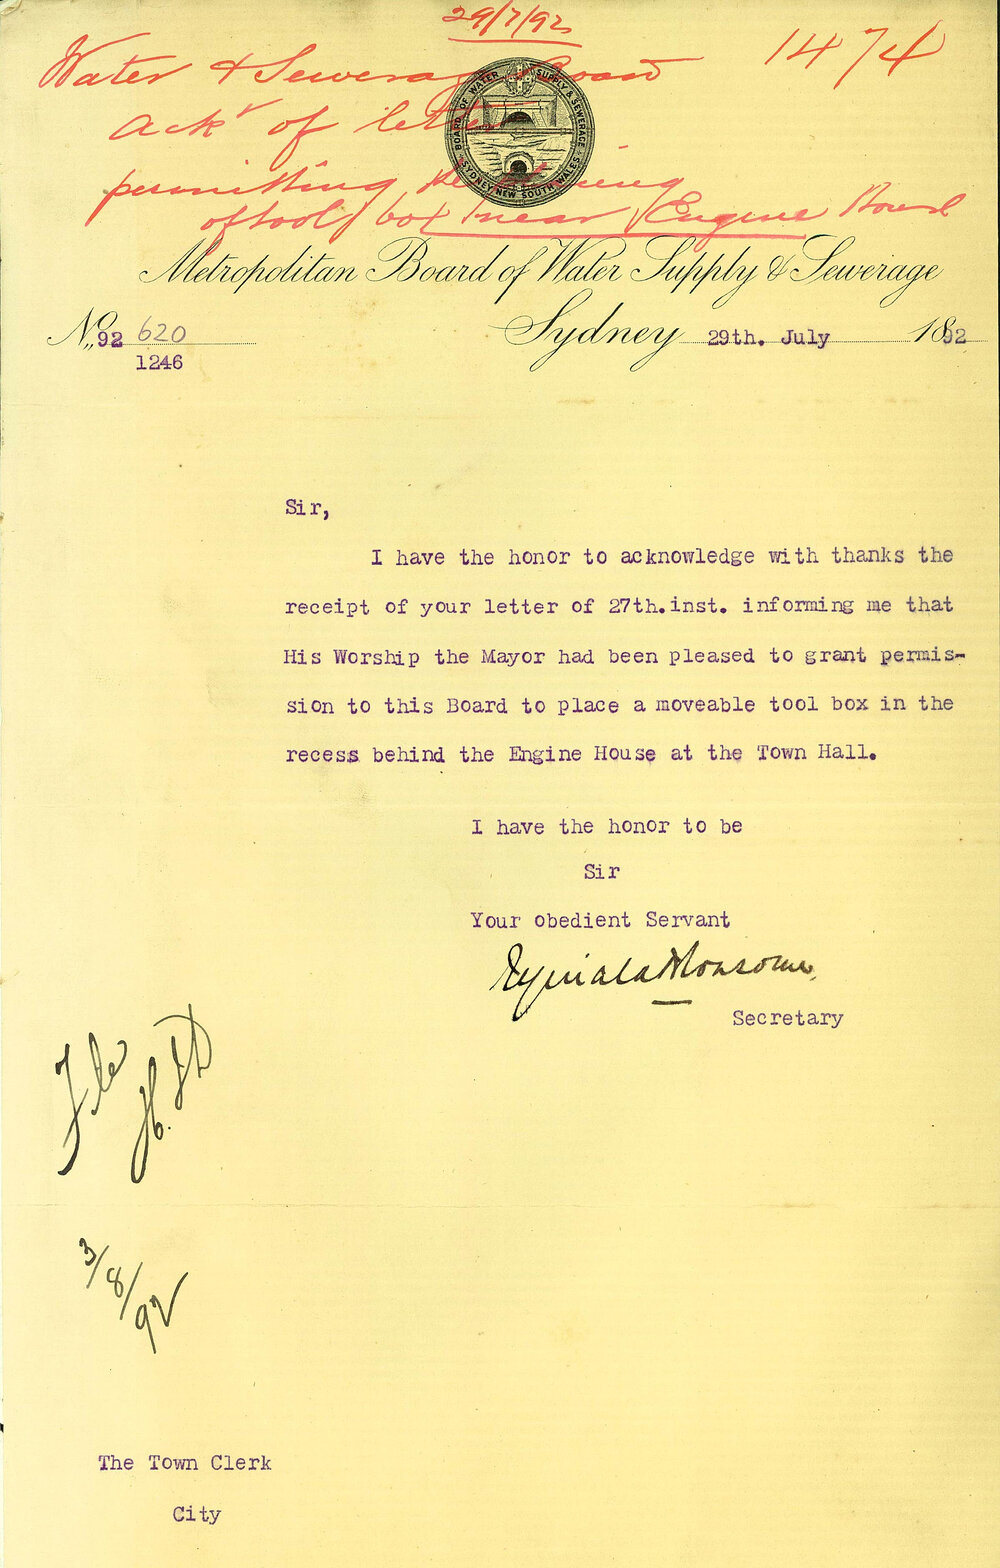 29/7/92
Water & Sewerage Board 1474
Ackr of letter
permitting
of tool box near Engine
BOARD OF WATER SUPPLY & SEWERAGE
SYDNEY NEW SOUTH WALES
Metropolitan Board of Water Supply & Sewerage
No. 92 620
1246
Sydney 29th. July 1892
Sir,
I have the honor to acknowledge with thanks the
receipt of your letter of 27th.inst. informing me that
His Worship the Mayor had been pleased to grant permis-
sion to this Board to place a moveable tool box in the
recess behind the Engine House at the Town Hall.
I have the honor to be
Sir
Your obedient Servant
Secretary
File
3/8/92
The Town Clerk
City